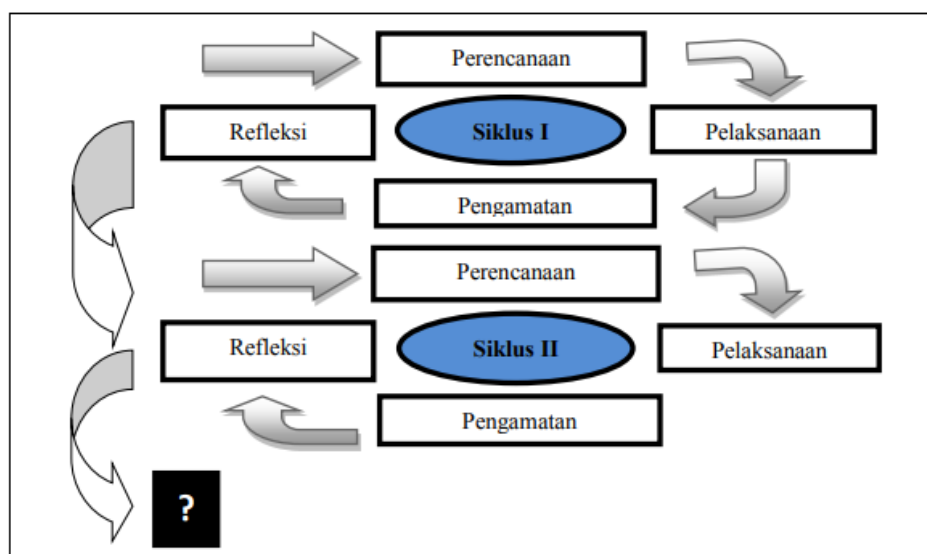 Perencanaan
Refleksi
Siklus I
Pelaksanaan
Pengamatan
Perencanaan
Refleksi
Siklus II
Pelaksanaan
Pengamatan
?